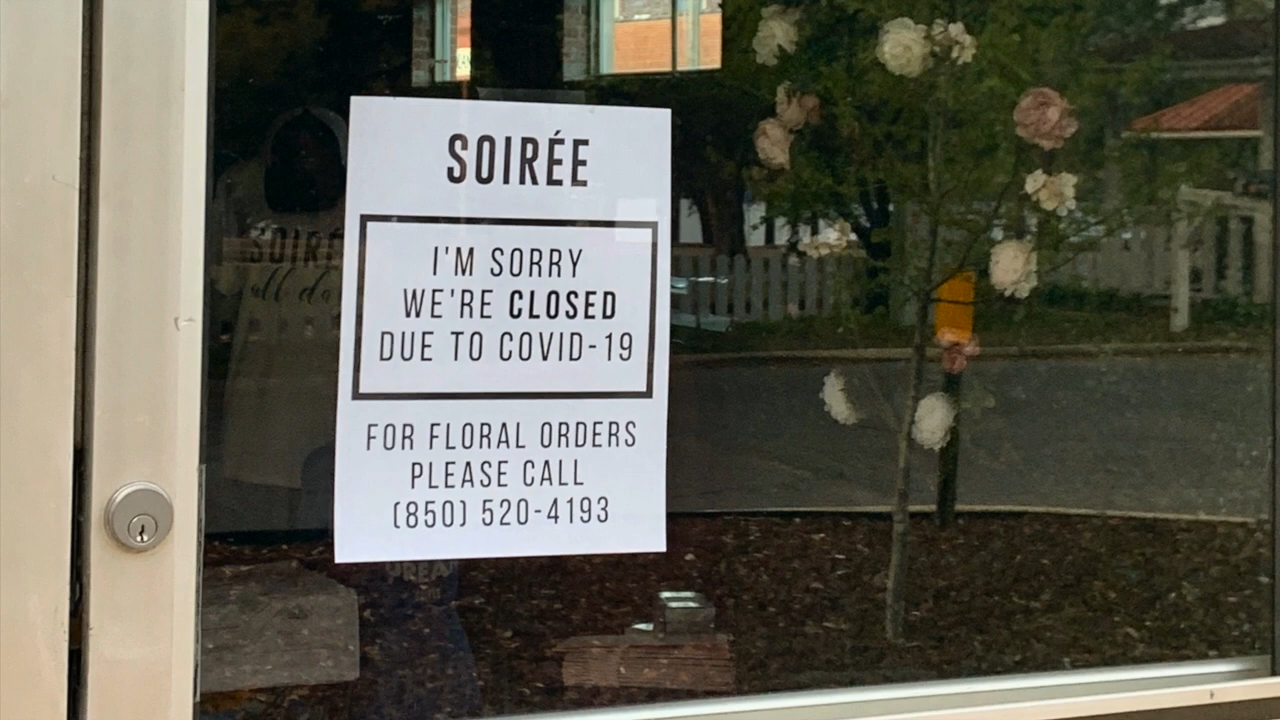 SOIRÉE
I'M SORRY
WE'RE CLOSED
DUE TO COVID-19
FOR FLORAL ORDERS
PLEASE CALL
(850) 520-4193